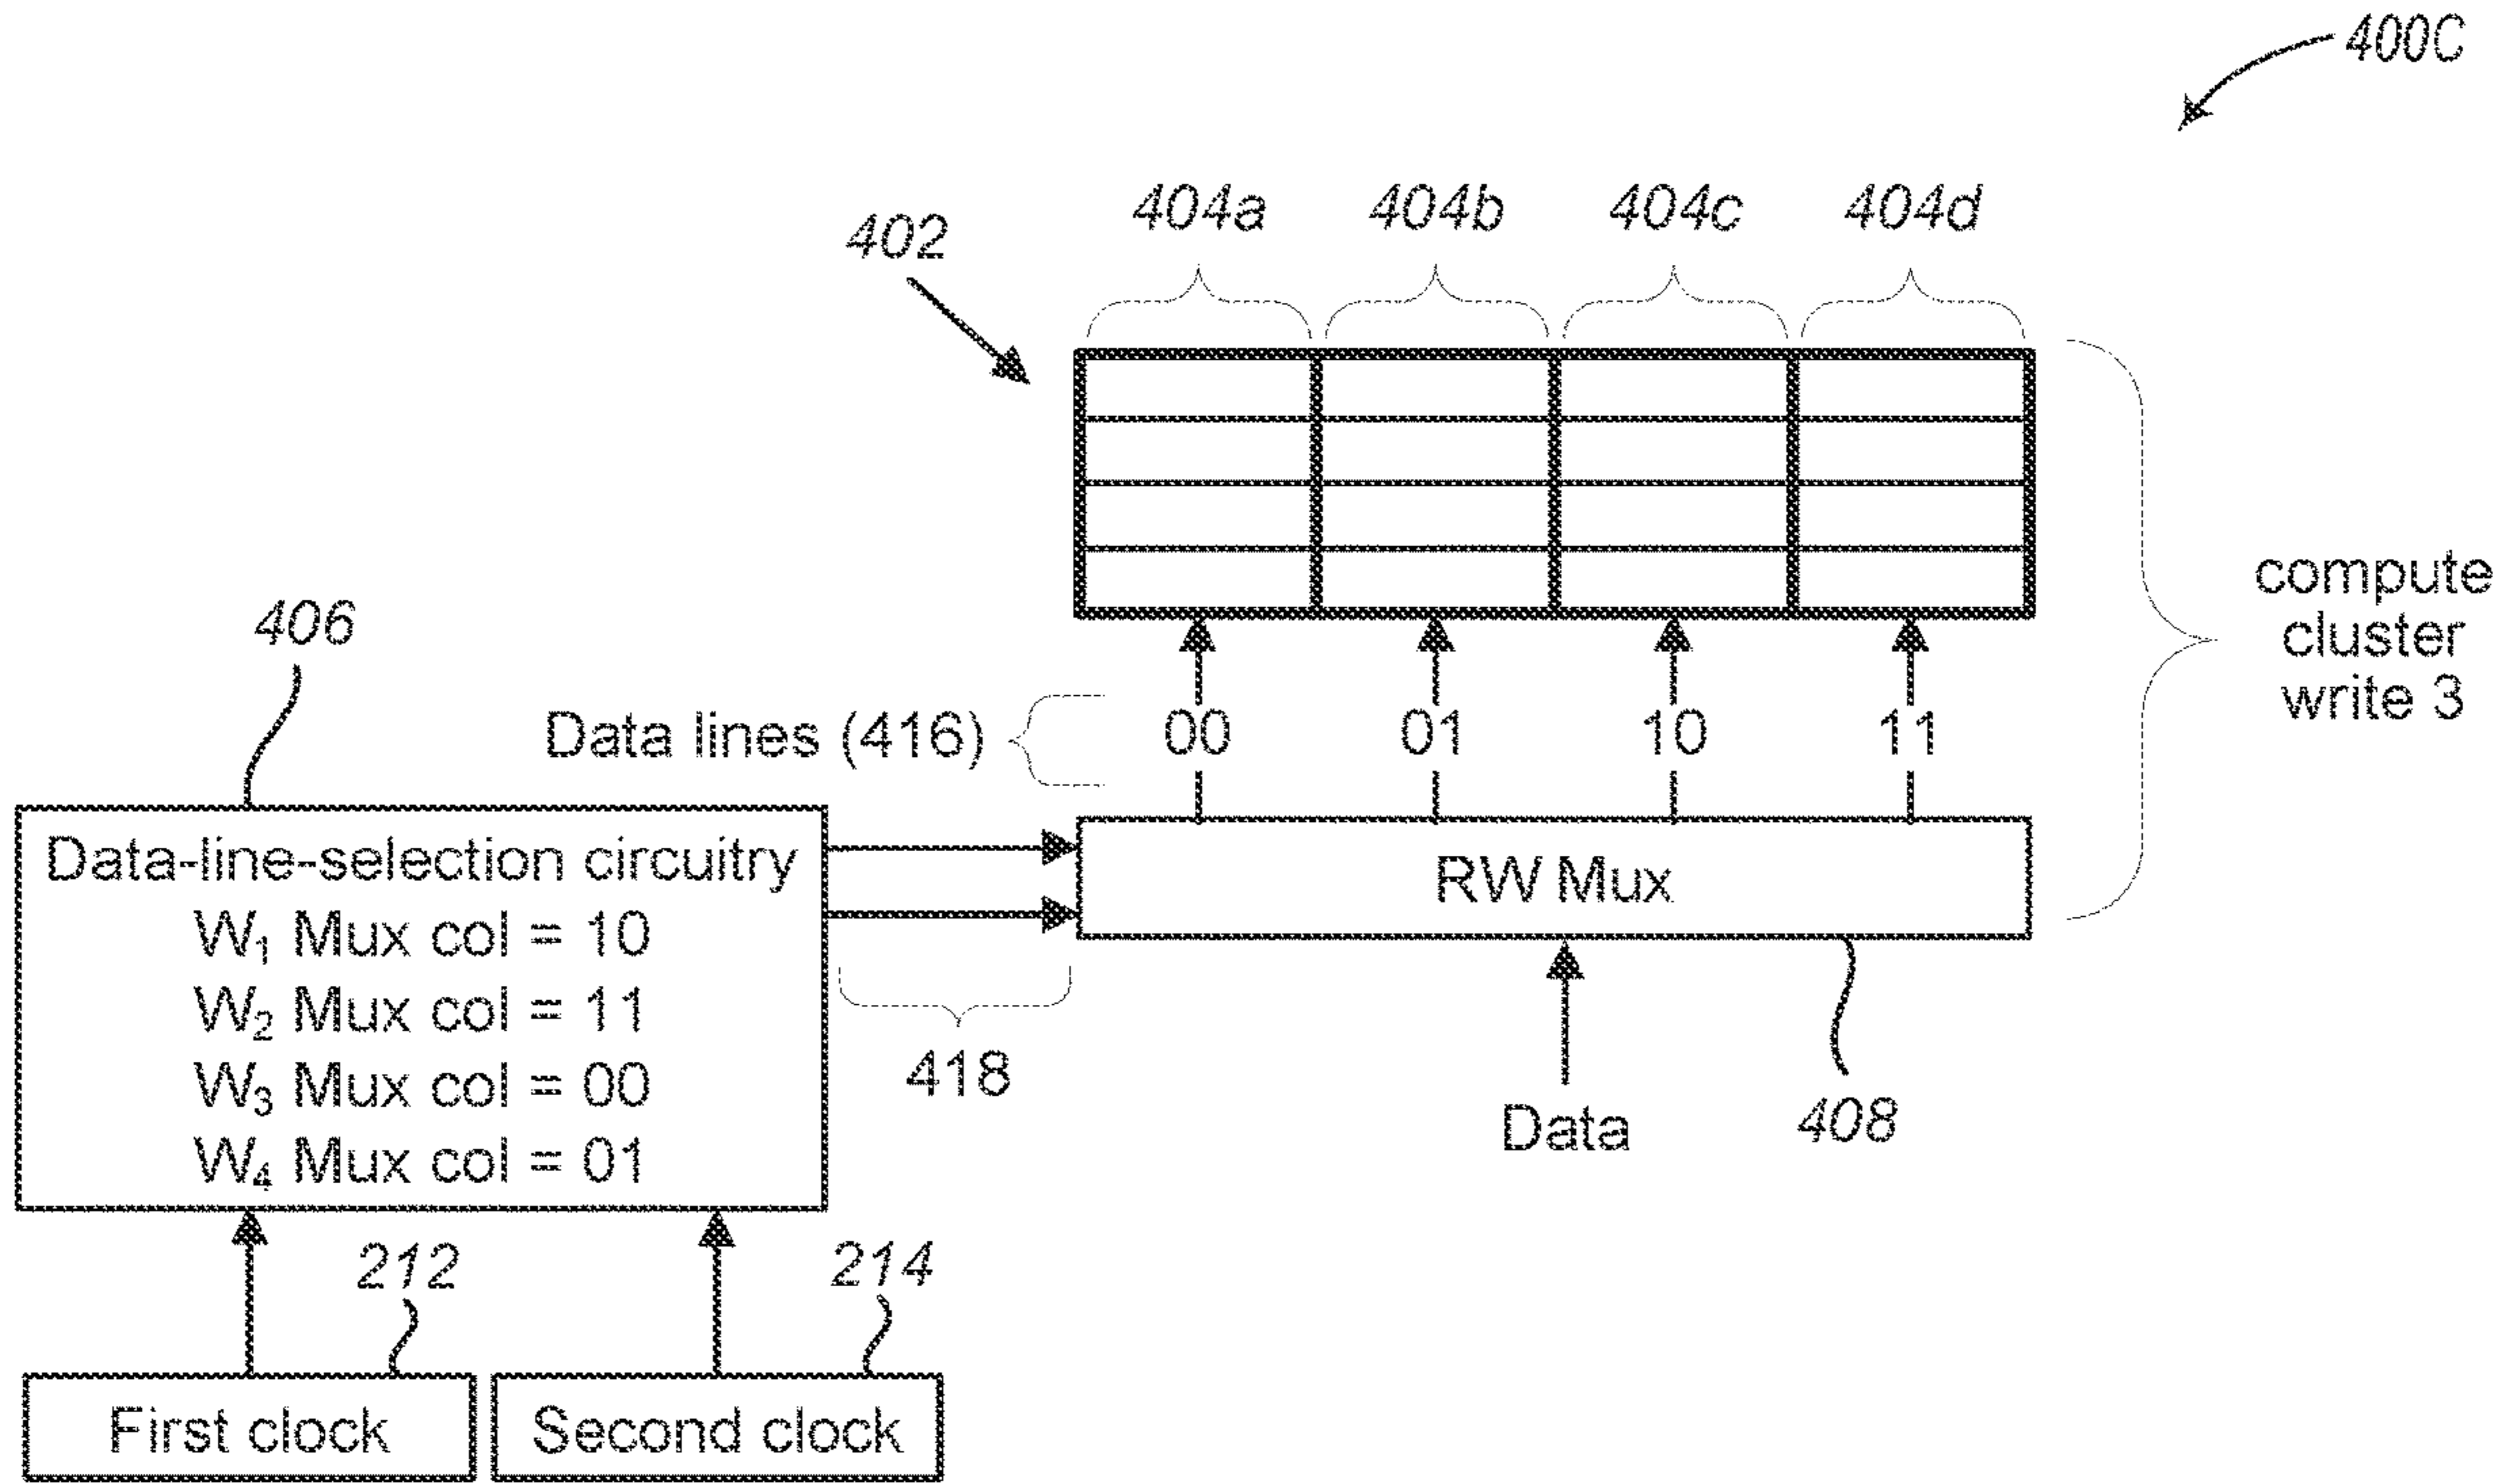 400C
404a 404b 404c 404d
402
compute
cluster
write 3
406
Data lines (416) 00 01 10 11
Data-line-selection circuitry
W₁ Mux col = 10
W₂ Mux col = 11
W₃ Mux col = 00
W₄ Mux col = 01
RW Mux
418
Data
408
212
214
First clock
Second clock